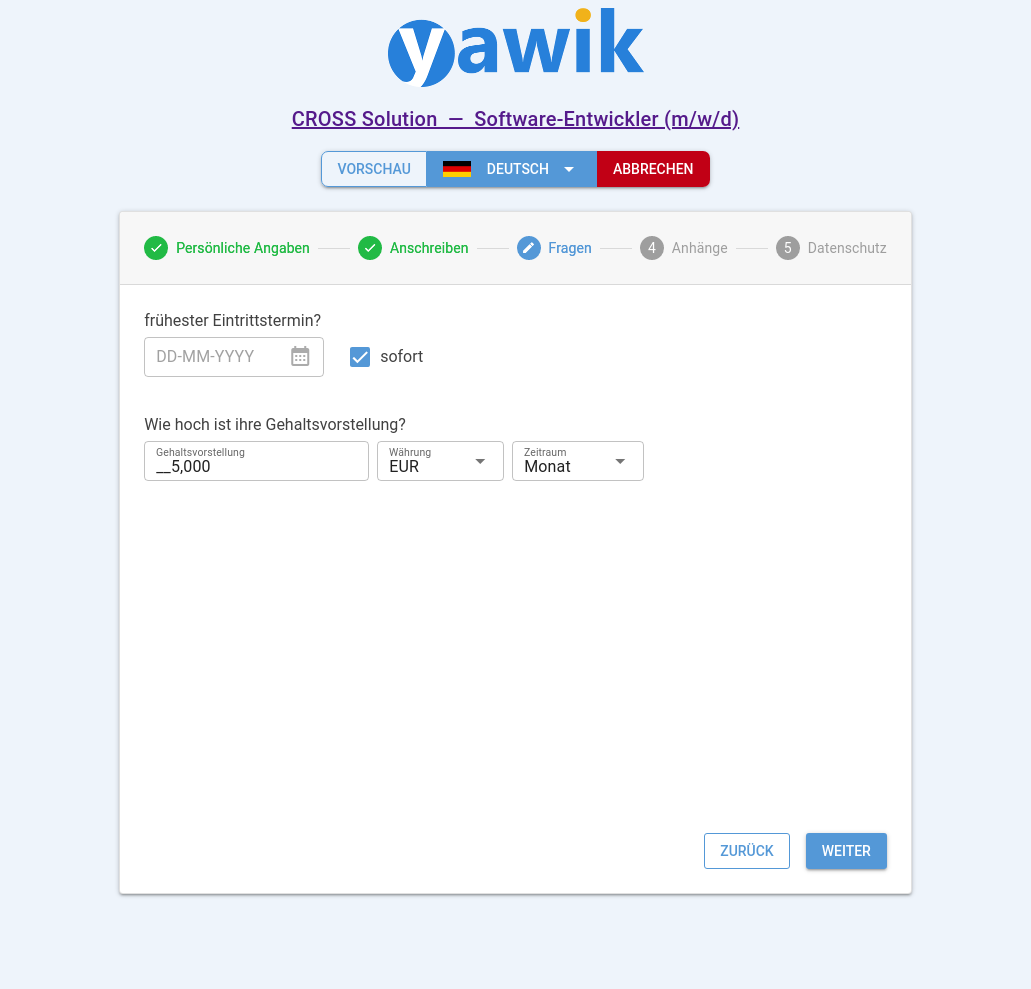 yawik
CROSS Solution — Software-Entwickler (m/w/d)
VORSCHAU DEUTSCH ABBRECHEN
Persönliche Angaben Anschreiben Fragen 4 Anhänge 5 Datenschutz
frühester Eintrittstermin?
DD-MM-YYYY sofort
Wie hoch ist ihre Gehaltsvorstellung?
Gehaltsvorstellung Währung Zeitraum
__5,000 EUR Monat
ZURÜCK WEITER